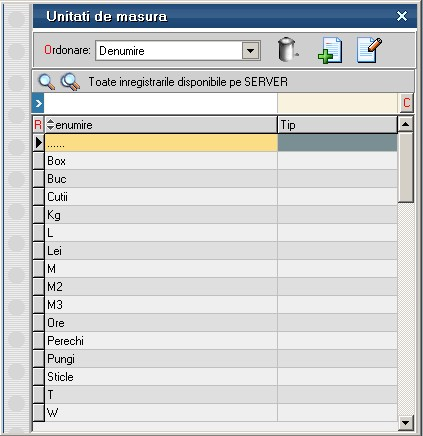 Unitati de masura
Ordonare: Denumire
Toate inregistrarile disponibile pe SERVER
C
R enumire Tip
......
Box
Buc
Cutii
Kg
L
Lei
M
M2
M3
Ore
Perechi
Pungi
Sticle
T
W